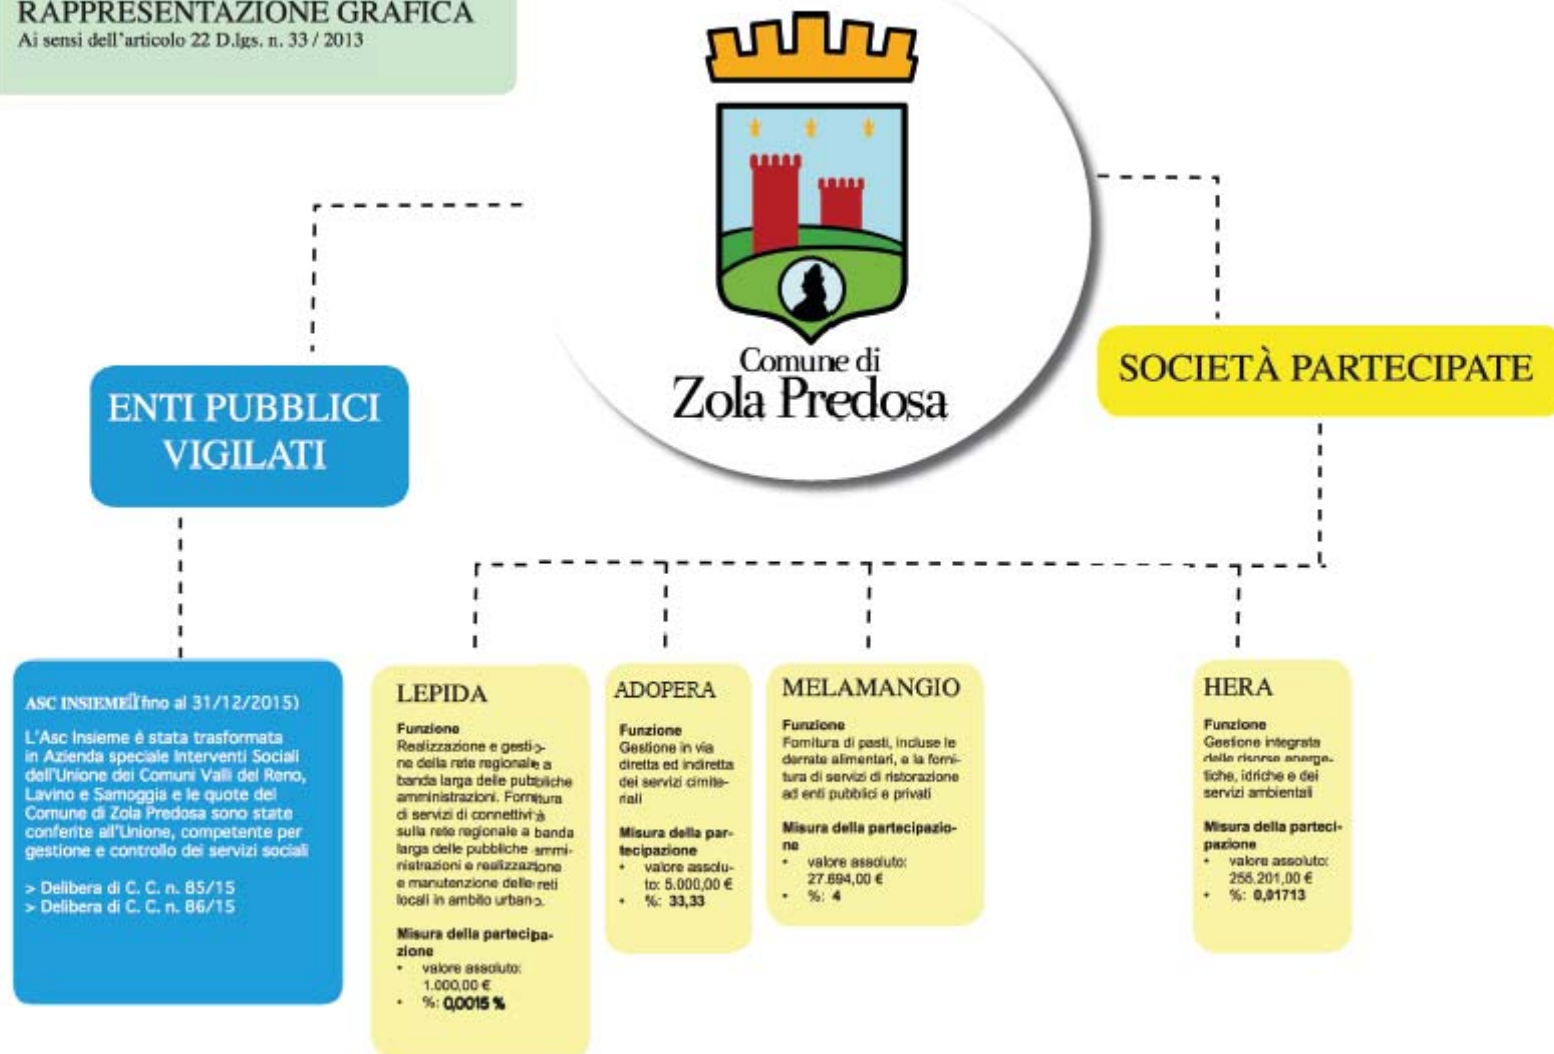 RAPPRESENTAZIONE GRAFICA
Ai sensi dell'articolo 22 D.lgs. n. 33 / 2013
Comune di
Zola Predosa
ENTI PUBBLICI
VIGILATI
SOCIETÀ PARTECIPATE
ASC INSIEME (fino al 31/12/2015)
L'Asc Insieme é stata trasformata
in Azienda speciale Interventi Sociali
dell'Unione dei Comuni Valli del Reno,
Lavino e Samoggia e le quote del
Comune di Zola Predosa sono state
conferite all'Unione, competente per
gestione e controllo dei servizi sociali
> Delibera di C. C. n. 85/15
> Delibera di C. C. n. 86/15
LEPIDA
Funzione
Realizzazione e gestio-
ne della rete regionale a
banda larga delle pubbliche
amministrazioni. Fornitura
di servizi di connettività
sulla rete regionale a banda
larga delle pubbliche ammi-
nistrazioni e realizzazione
e manutenzione delle reti
locali in ambito urbano.
Misura della partecipa-
zione
• valore assoluto:
1.000,00 €
• %: 0,0015 %
ADOPERA
Funzione
Gestione in via
diretta ed indiretta
dei servizi cimite-
riali
Misura della par-
tecipazione
• valore assolu-
to: 5.000,00 €
• %: 33,33
MELAMANGIO
Funzione
Fornitura di pasti, incluse le
derrate alimentari, e la forni-
tura di servizi di ristorazione
ad enti pubblici e privati
Misura della partecipazio-
ne
• valore assoluto:
27.694,00 €
• %: 4
HERA
Funzione
Gestione integrata
delle risorse energe-
tiche, idriche e dei
servizi ambientali
Misura della parteci-
pazione
• valore assoluto:
255.201,00 €
• %: 0,01713